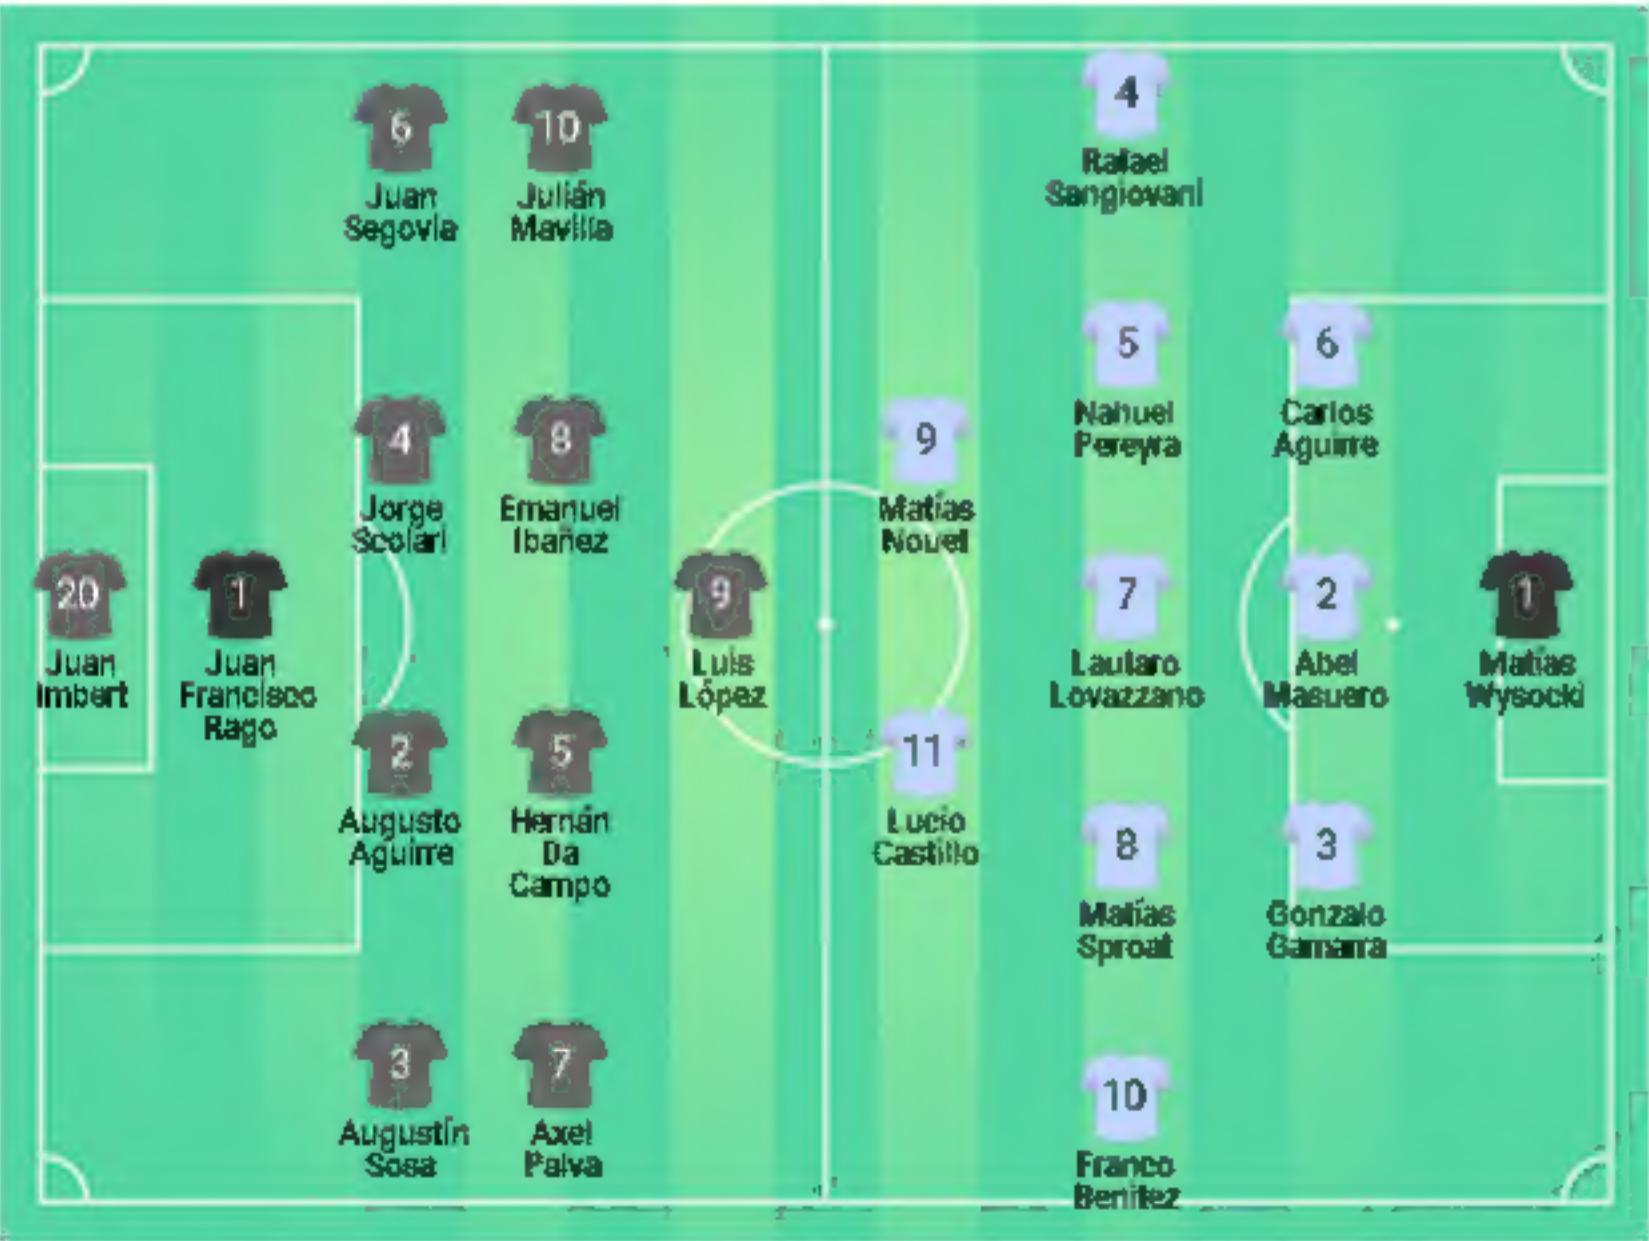 6
Juan
Segovia
10
Julián
Mavilla
4
Jorge
Scolari
8
Emanuel
Ibañez
20
Juan
Imbert
1
Juan
Francisco
Rago
9
Luis
López
2
Augusto
Aguirre
5
Hernán
Da
Campo
3
Augustín
Sosa
7
Axel
Paiva
4
Rafael
Sangiovani
5
Nahuel
Pereyra
6
Carlos
Aguirre
9
Matías
Nouet
7
Lautaro
Lovazzano
2
Abel
Masuero
1
Matías
Wysocki
11
Lucio
Castillo
8
Matías
Sproat
3
Gonzalo
Gamarra
10
Franco
Benítez